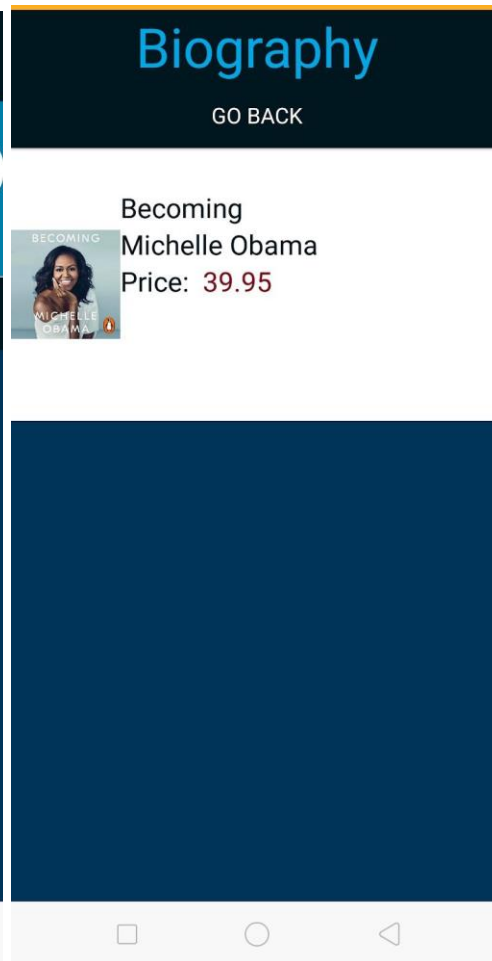 Biography
GO BACK
Becoming
Michelle Obama
Price: 39.95
BECOMING
MICHELLE
OBAMA